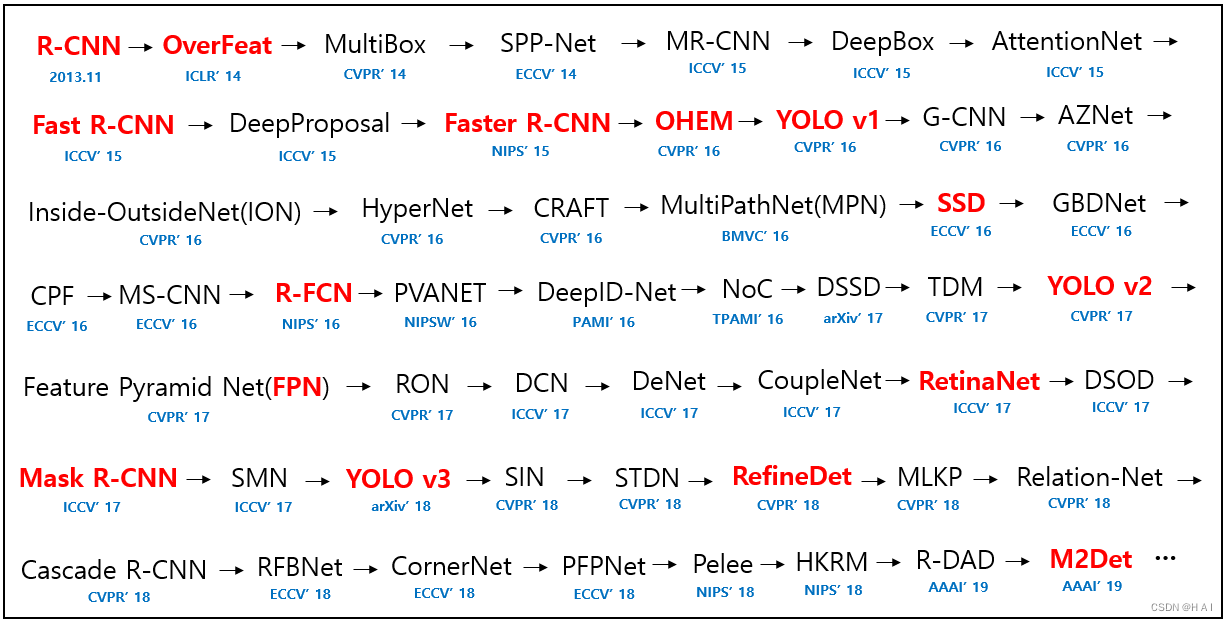 R-CNN → OverFeat → MultiBox → SPP-Net → MR-CNN → DeepBox → AttentionNet →
2013.11 ICLR’ 14 CVPR’ 14 ECCV’ 14 ICCV’ 15 ICCV’ 15 ICCV’ 15
Fast R-CNN → DeepProposal → Faster R-CNN → OHEM → YOLO v1 → G-CNN → AZNet →
ICCV’ 15 ICCV’ 15 NIPS’ 15 CVPR’ 16 CVPR’ 16 CVPR’ 16 CVPR’ 16
Inside-OutsideNet(ION) → HyperNet → CRAFT → MultiPathNet(MPN) → SSD → GBDNet →
CVPR’ 16 CVPR’ 16 CVPR’ 16 BMVC’ 16 ECCV’ 16 ECCV’ 16
CPF → MS-CNN → R-FCN → PVANET → DeepID-Net → NoC → DSSD → TDM → YOLO v2 →
ECCV’ 16 ECCV’ 16 NIPS’ 16 NIPSW’ 16 PAMI’ 16 TPAMI’ 16 arXiv’ 17 CVPR’ 17 CVPR’ 17
Feature Pyramid Net(FPN) → RON → DCN → DeNet → CoupleNet → RetinaNet → DSOD →
CVPR’ 17 CVPR’ 17 ICCV’ 17 ICCV’ 17 ICCV’ 17 ICCV’ 17 ICCV’ 17
Mask R-CNN → SMN → YOLO v3 → SIN → STDN → RefineDet → MLKP → Relation-Net →
ICCV’ 17 ICCV’ 17 arXiv’ 18 CVPR’ 18 CVPR’ 18 CVPR’ 18 CVPR’ 18 CVPR’ 18
Cascade R-CNN → RFBNet → CornerNet → PFPNet → Pelee → HKRM → R-DAD → M2Det ···
CVPR’ 18 ECCV’ 18 ECCV’ 18 ECCV’ 18 NIPS’ 18 NIPS’ 18 AAAI’ 19 AAAI’ 19
CSDN @H A I